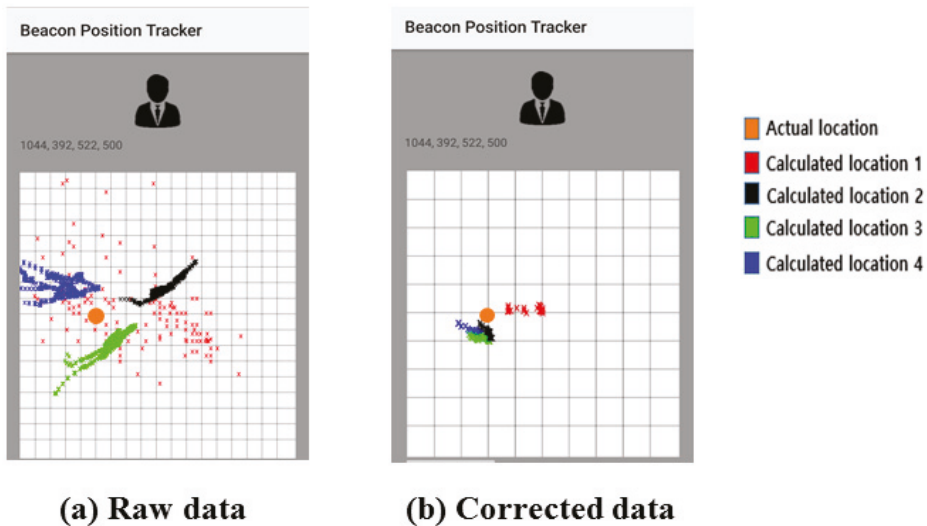 Beacon Position Tracker
1044, 392, 522, 500
(a) Raw data
Beacon Position Tracker
1044, 392, 522, 500
(b) Corrected data
Actual location
Calculated location 1
Calculated location 2
Calculated location 3
Calculated location 4